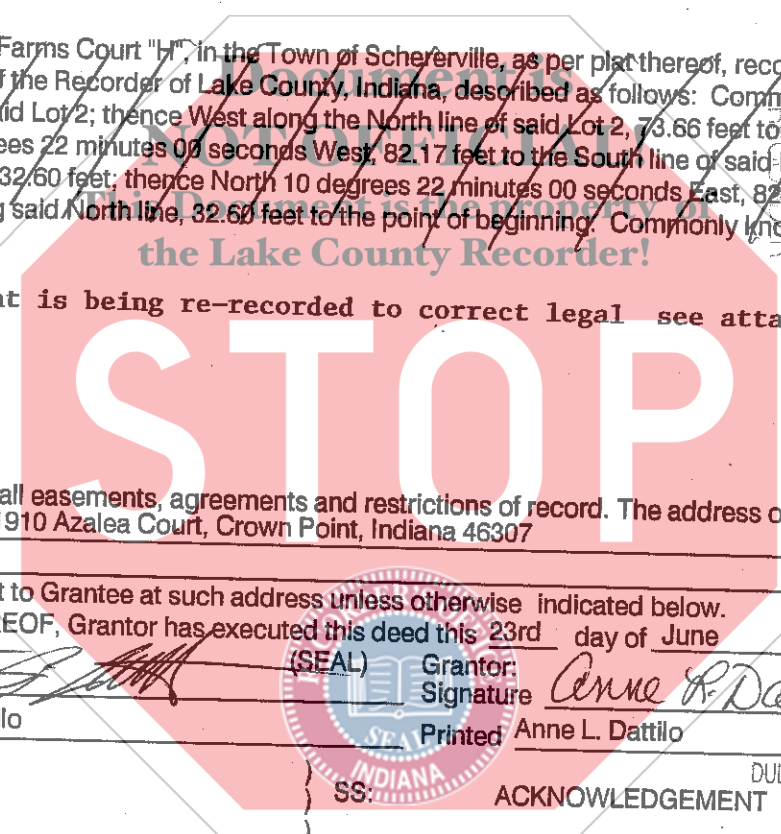 Farms Court "H", in the Town of Schererville, as per plat thereof, reco
f the Recorder of Lake County, Indiana, described as follows: Comm
id Lot 2; thence West along the North line of said Lot 2, 73.66 feet to
ees 22 minutes 00 seconds West, 82.17 feet to the South line of said
32.60 feet; thence North 10 degrees 22 minutes 00 seconds East, 82
g said North line, 32.60 feet to the point of beginning. Commonly kno
Document is
NOT OFFICIAL
This Document is the property of
the Lake County Recorder!
nt is being re-recorded to correct legal see atta
STOP
all easements, agreements and restrictions of record. The address o
1910 Azalea Court, Crown Point, Indiana 46307
t to Grantee at such address unless otherwise indicated below.
EOF, Grantor has executed this deed this 23rd day of June
(SEAL) Grantor:
Signature Anne L. Da
lo Printed Anne L. Dattilo
SEAL
INDIANA
SS: ACKNOWLEDGEMENT